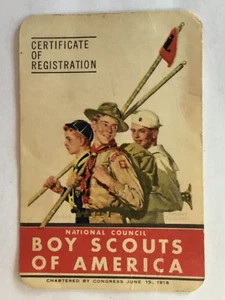 CERTIFICATE
OF
REGISTRATION
NATIONAL COUNCIL
BOY SCOUTS
OF AMERICA
CHARTERED BY CONGRESS JUNE 15, 1916